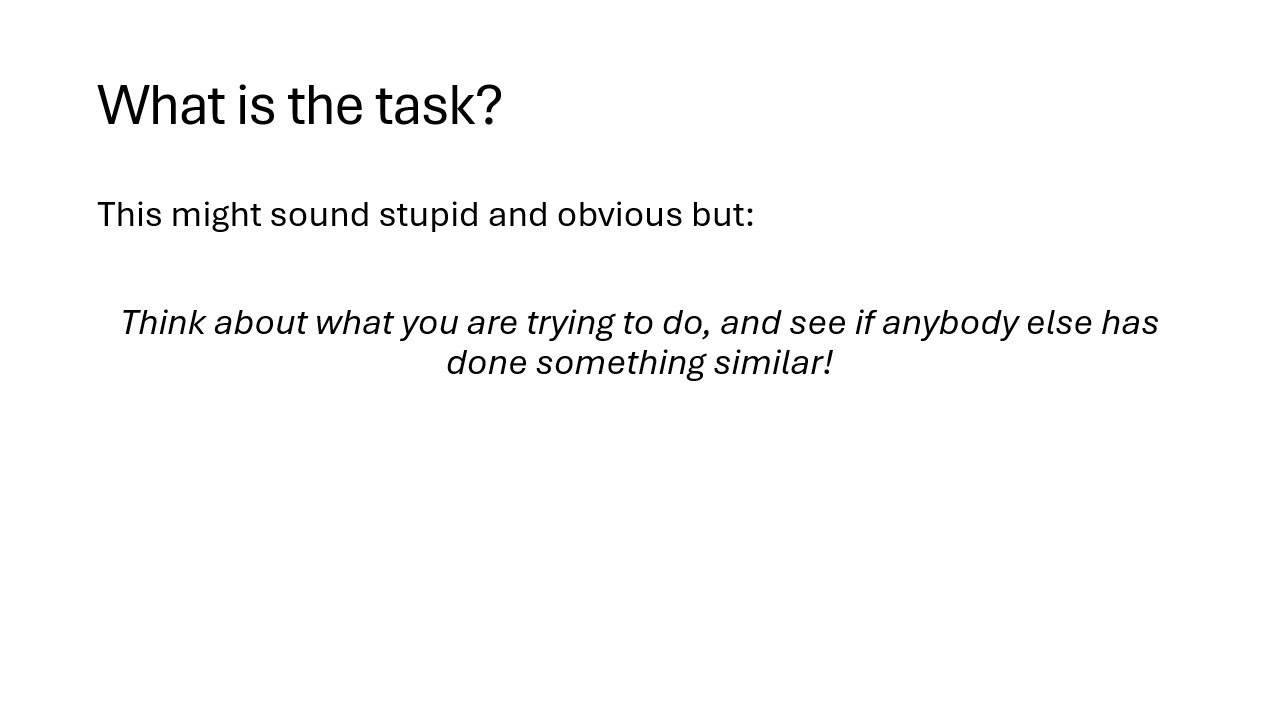 What is the task?
This might sound stupid and obvious but:
Think about what you are trying to do, and see if anybody else has
done something similar!